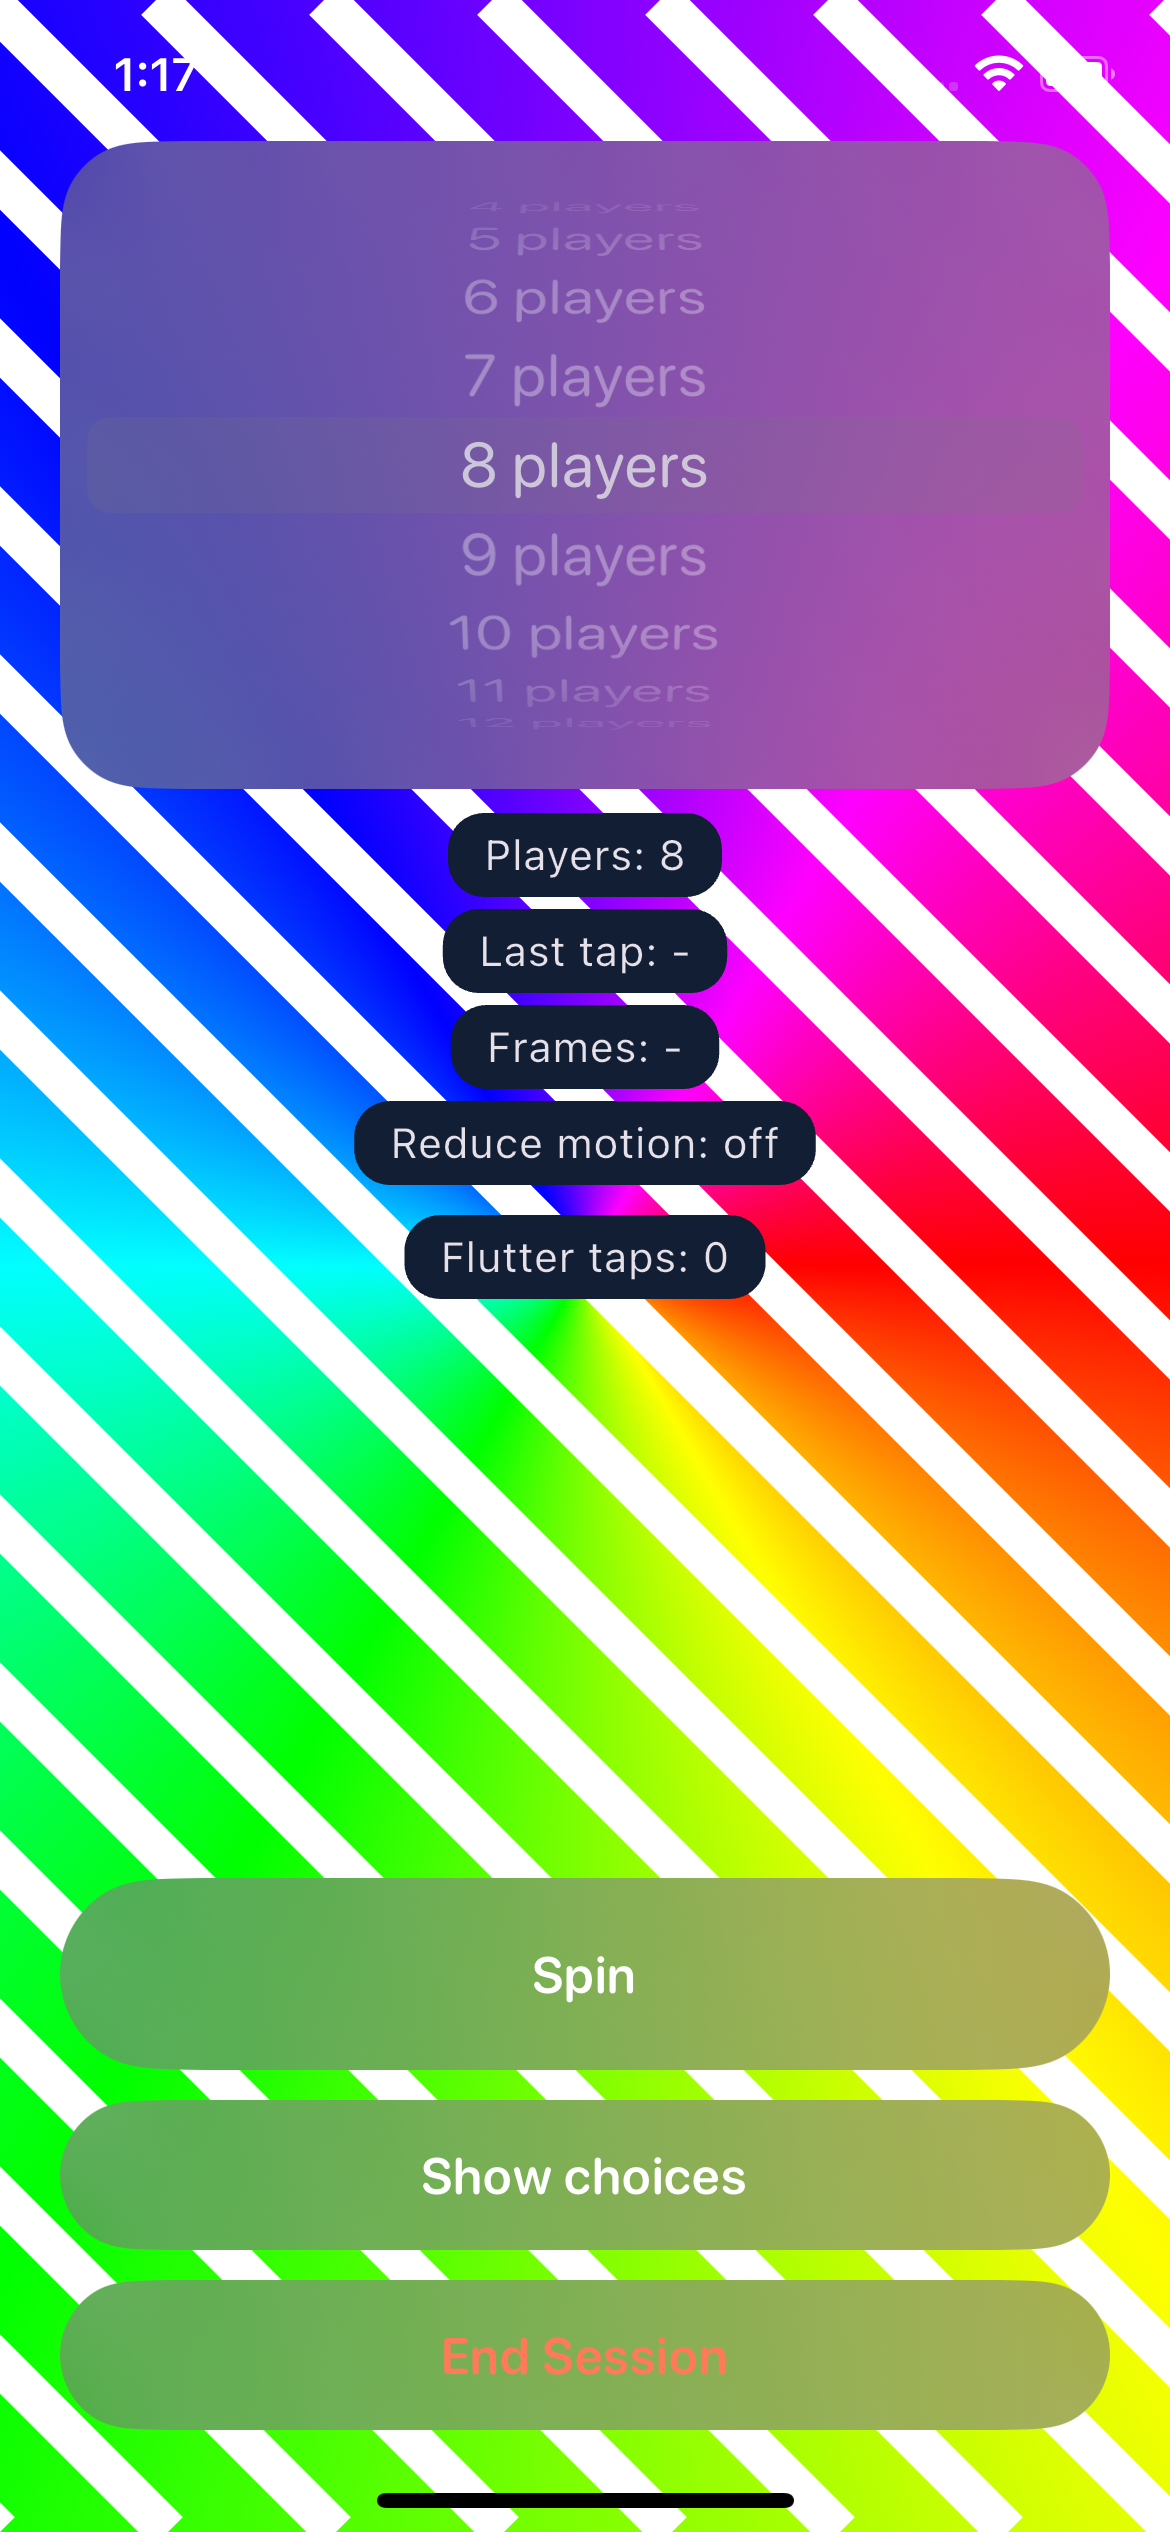 1:17
4 players
5 players
6 players
7 players
8 players
9 players
10 players
11 players
12 players
Players: 8
Last tap: -
Frames: -
Reduce motion: off
Flutter taps: 0
Spin
Show choices
End Session